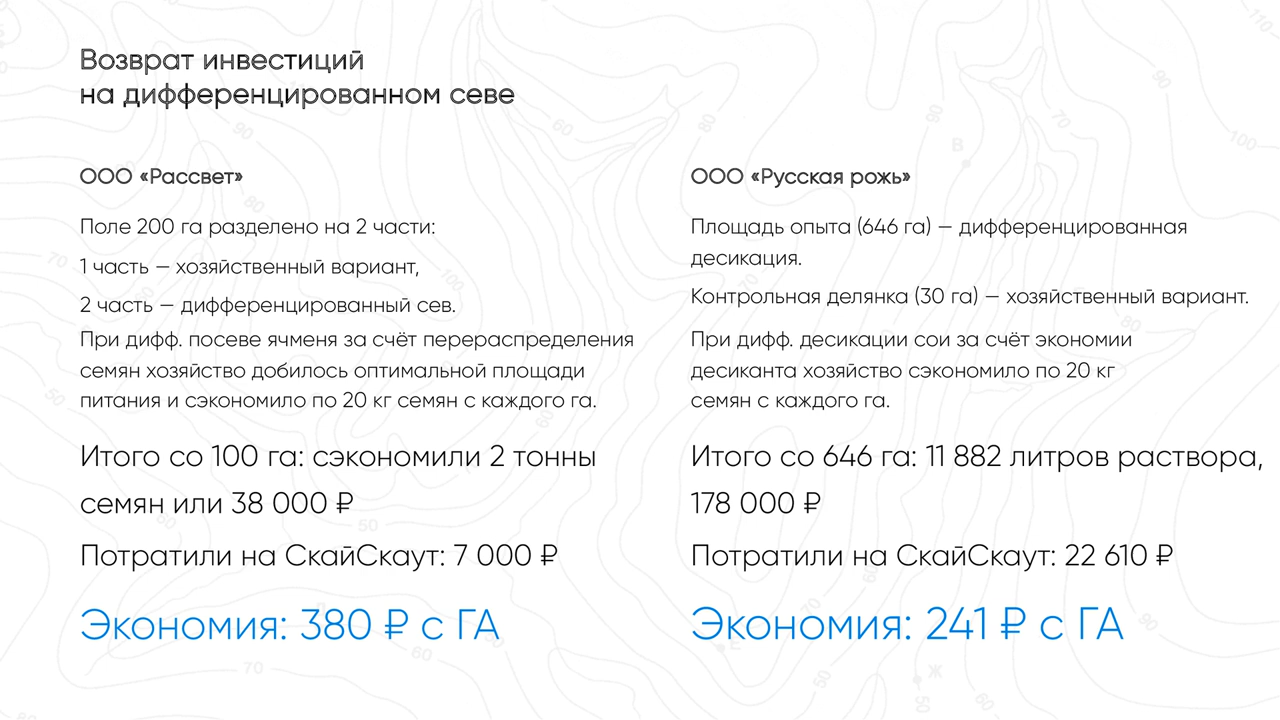 Возврат инвестиций
на дифференцированном севе
ООО «Рассвет»
Поле 200 га разделено на 2 части:
1 часть — хозяйственный вариант,
2 часть — дифференцированный сев.
При дифф. посеве ячменя за счёт перераспределения
семян хозяйство добилось оптимальной площади
питания и сэкономило по 20 кг семян с каждого га.
Итого со 100 га: сэкономили 2 тонны
семян или 38 000 ₽
Потратили на СкайСкаут: 7 000 ₽
Экономия: 380 ₽ с ГА
ООО «Русская рожь»
Площадь опыта (646 га) — дифференцированная
десикация.
Контрольная делянка (30 га) — хозяйственный вариант.
При дифф. десикации сои за счёт экономии
десиканта хозяйство сэкономило по 20 кг
семян с каждого га.
Итого со 646 га: 11 882 литров раствора,
178 000 ₽
Потратили на СкайСкаут: 22 610 ₽
Экономия: 241 ₽ с ГА